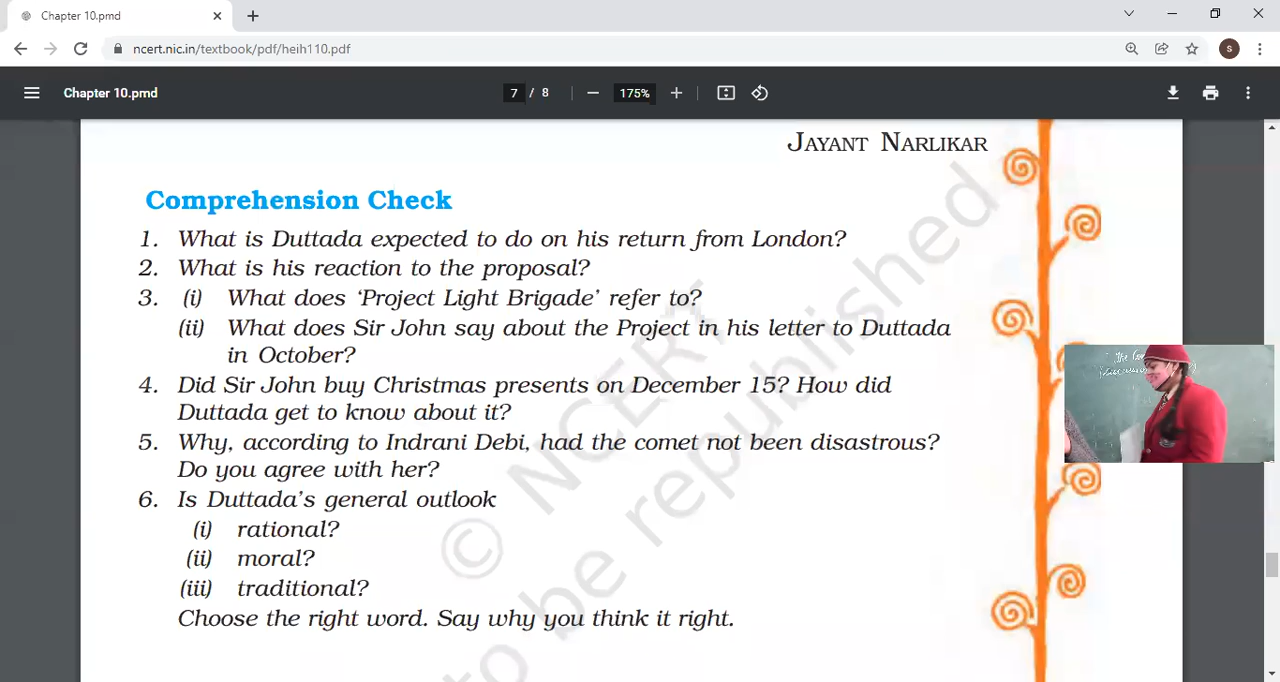 Chapter 10.pmd
ncert.nic.in/textbook/pdf/heih110.pdf
S
Chapter 10.pmd
7 / 8
175%
JAYANT NARLIKAR
Comprehension Check
1. What is Duttada expected to do on his return from London?
2. What is his reaction to the proposal?
3. (i) What does ‘Project Light Brigade’ refer to?
(ii) What does Sir John say about the Project in his letter to Duttada
in October?
4. Did Sir John buy Christmas presents on December 15? How did
Duttada get to know about it?
5. Why, according to Indrani Debi, had the comet not been disastrous?
Do you agree with her?
6. Is Duttada’s general outlook
(i) rational?
(ii) moral?
(iii) traditional?
Choose the right word. Say why you think it right.
© NCERT
to be republished
The